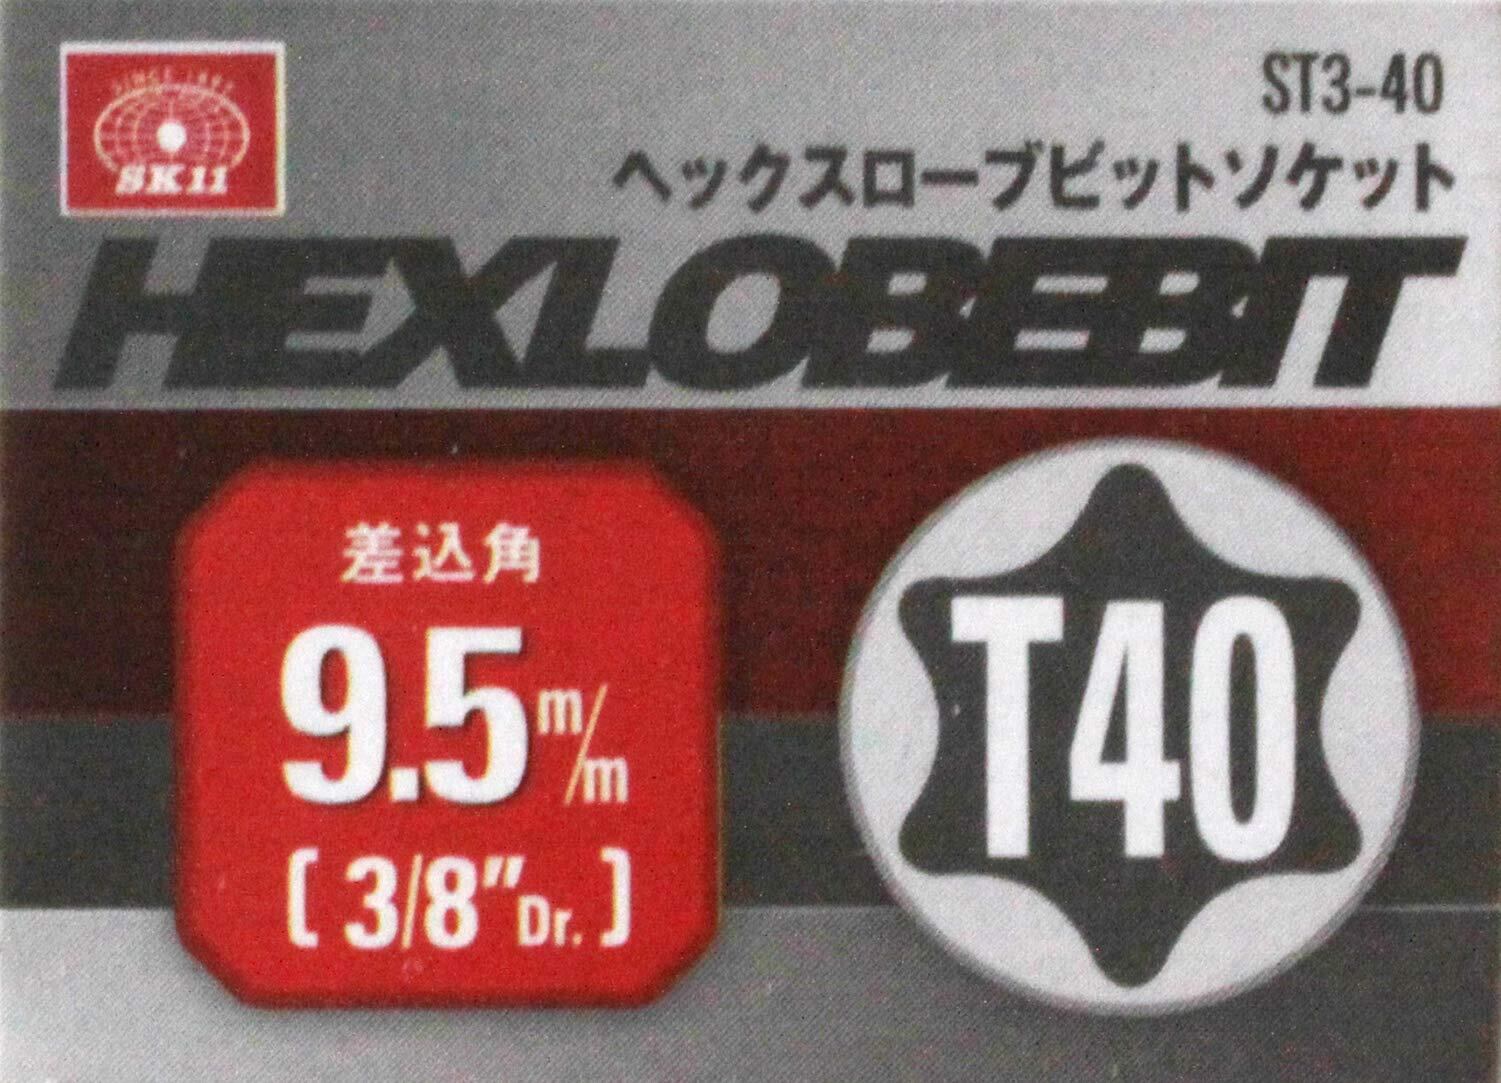 SK11
ST3-40
ヘックスローブビットソケット
HEXLOBEBIT
差込角
9.5m/m
[ 3/8″Dr. ]
T40